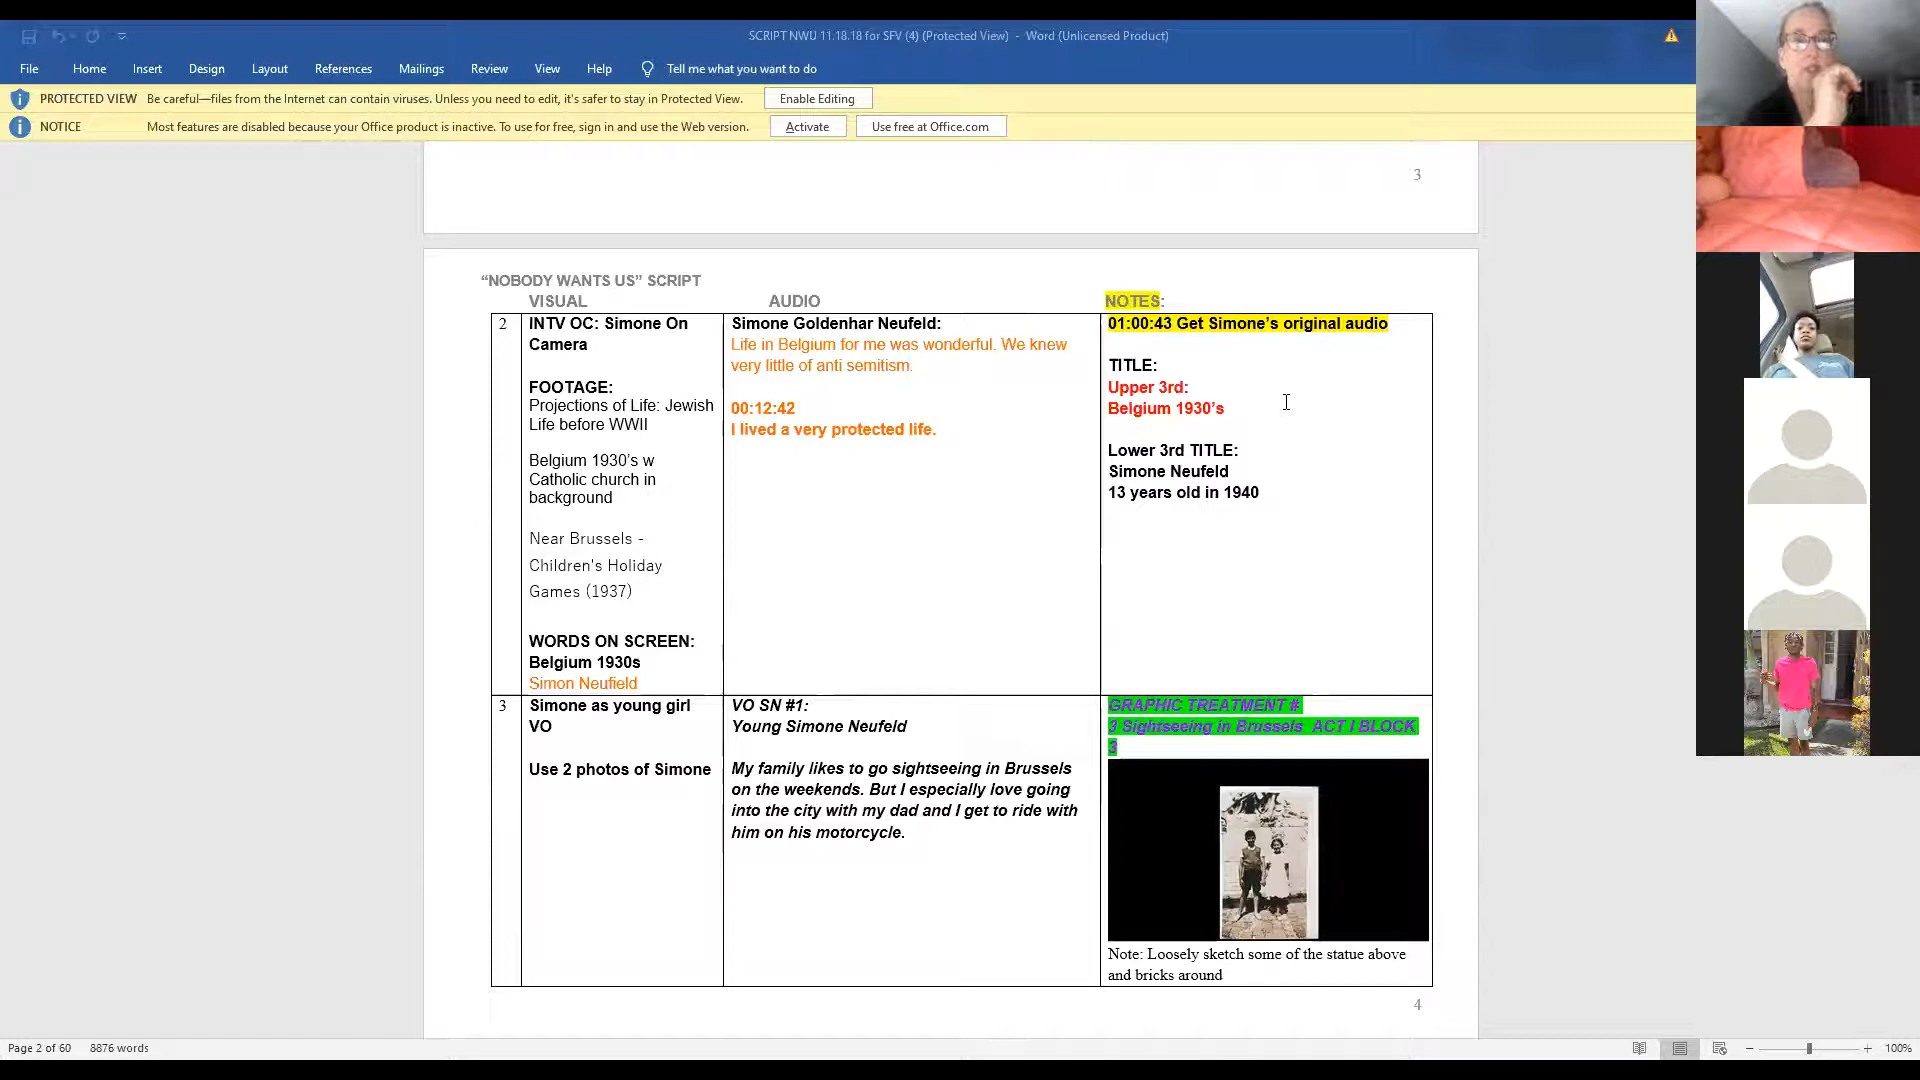 SCRIPT NWU 11.18.18 for SFV (4) (Protected View) - Word (Unlicensed Product)
File Home Insert Design Layout References Mailings Review View Help Tell me what you want to do
PROTECTED VIEW Be careful—files from the Internet can contain viruses. Unless you need to edit, it's safer to stay in Protected View. Enable Editing
NOTICE Most features are disabled because your Office product is inactive. To use for free, sign in and use the Web version. Activate Use free at Office.com
3
“NOBODY WANTS US” SCRIPT
VISUAL AUDIO NOTES:
2
INTV OC: Simone On
Camera
FOOTAGE:
Projections of Life: Jewish
Life before WWII
Belgium 1930’s w
Catholic church in
background
Near Brussels -
Children's Holiday
Games (1937)
WORDS ON SCREEN:
Belgium 1930s
Simon Neufield
Simone Goldenhar Neufeld:
Life in Belgium for me was wonderful. We knew
very little of anti semitism.
00:12:42
I lived a very protected life.
01:00:43 Get Simone’s original audio
TITLE:
Upper 3rd:
Belgium 1930’s
Lower 3rd TITLE:
Simone Neufeld
13 years old in 1940
3
Simone as young girl
VO
Use 2 photos of Simone
VO SN #1:
Young Simone Neufeld
My family likes to go sightseeing in Brussels
on the weekends. But I especially love going
into the city with my dad and I get to ride with
him on his motorcycle.
GRAPHIC TREATMENT #
3 Sightseeing in Brussels ACT I BLOCK
3
Note: Loosely sketch some of the statue above
and bricks around
4
Page 2 of 60 8876 words
100%